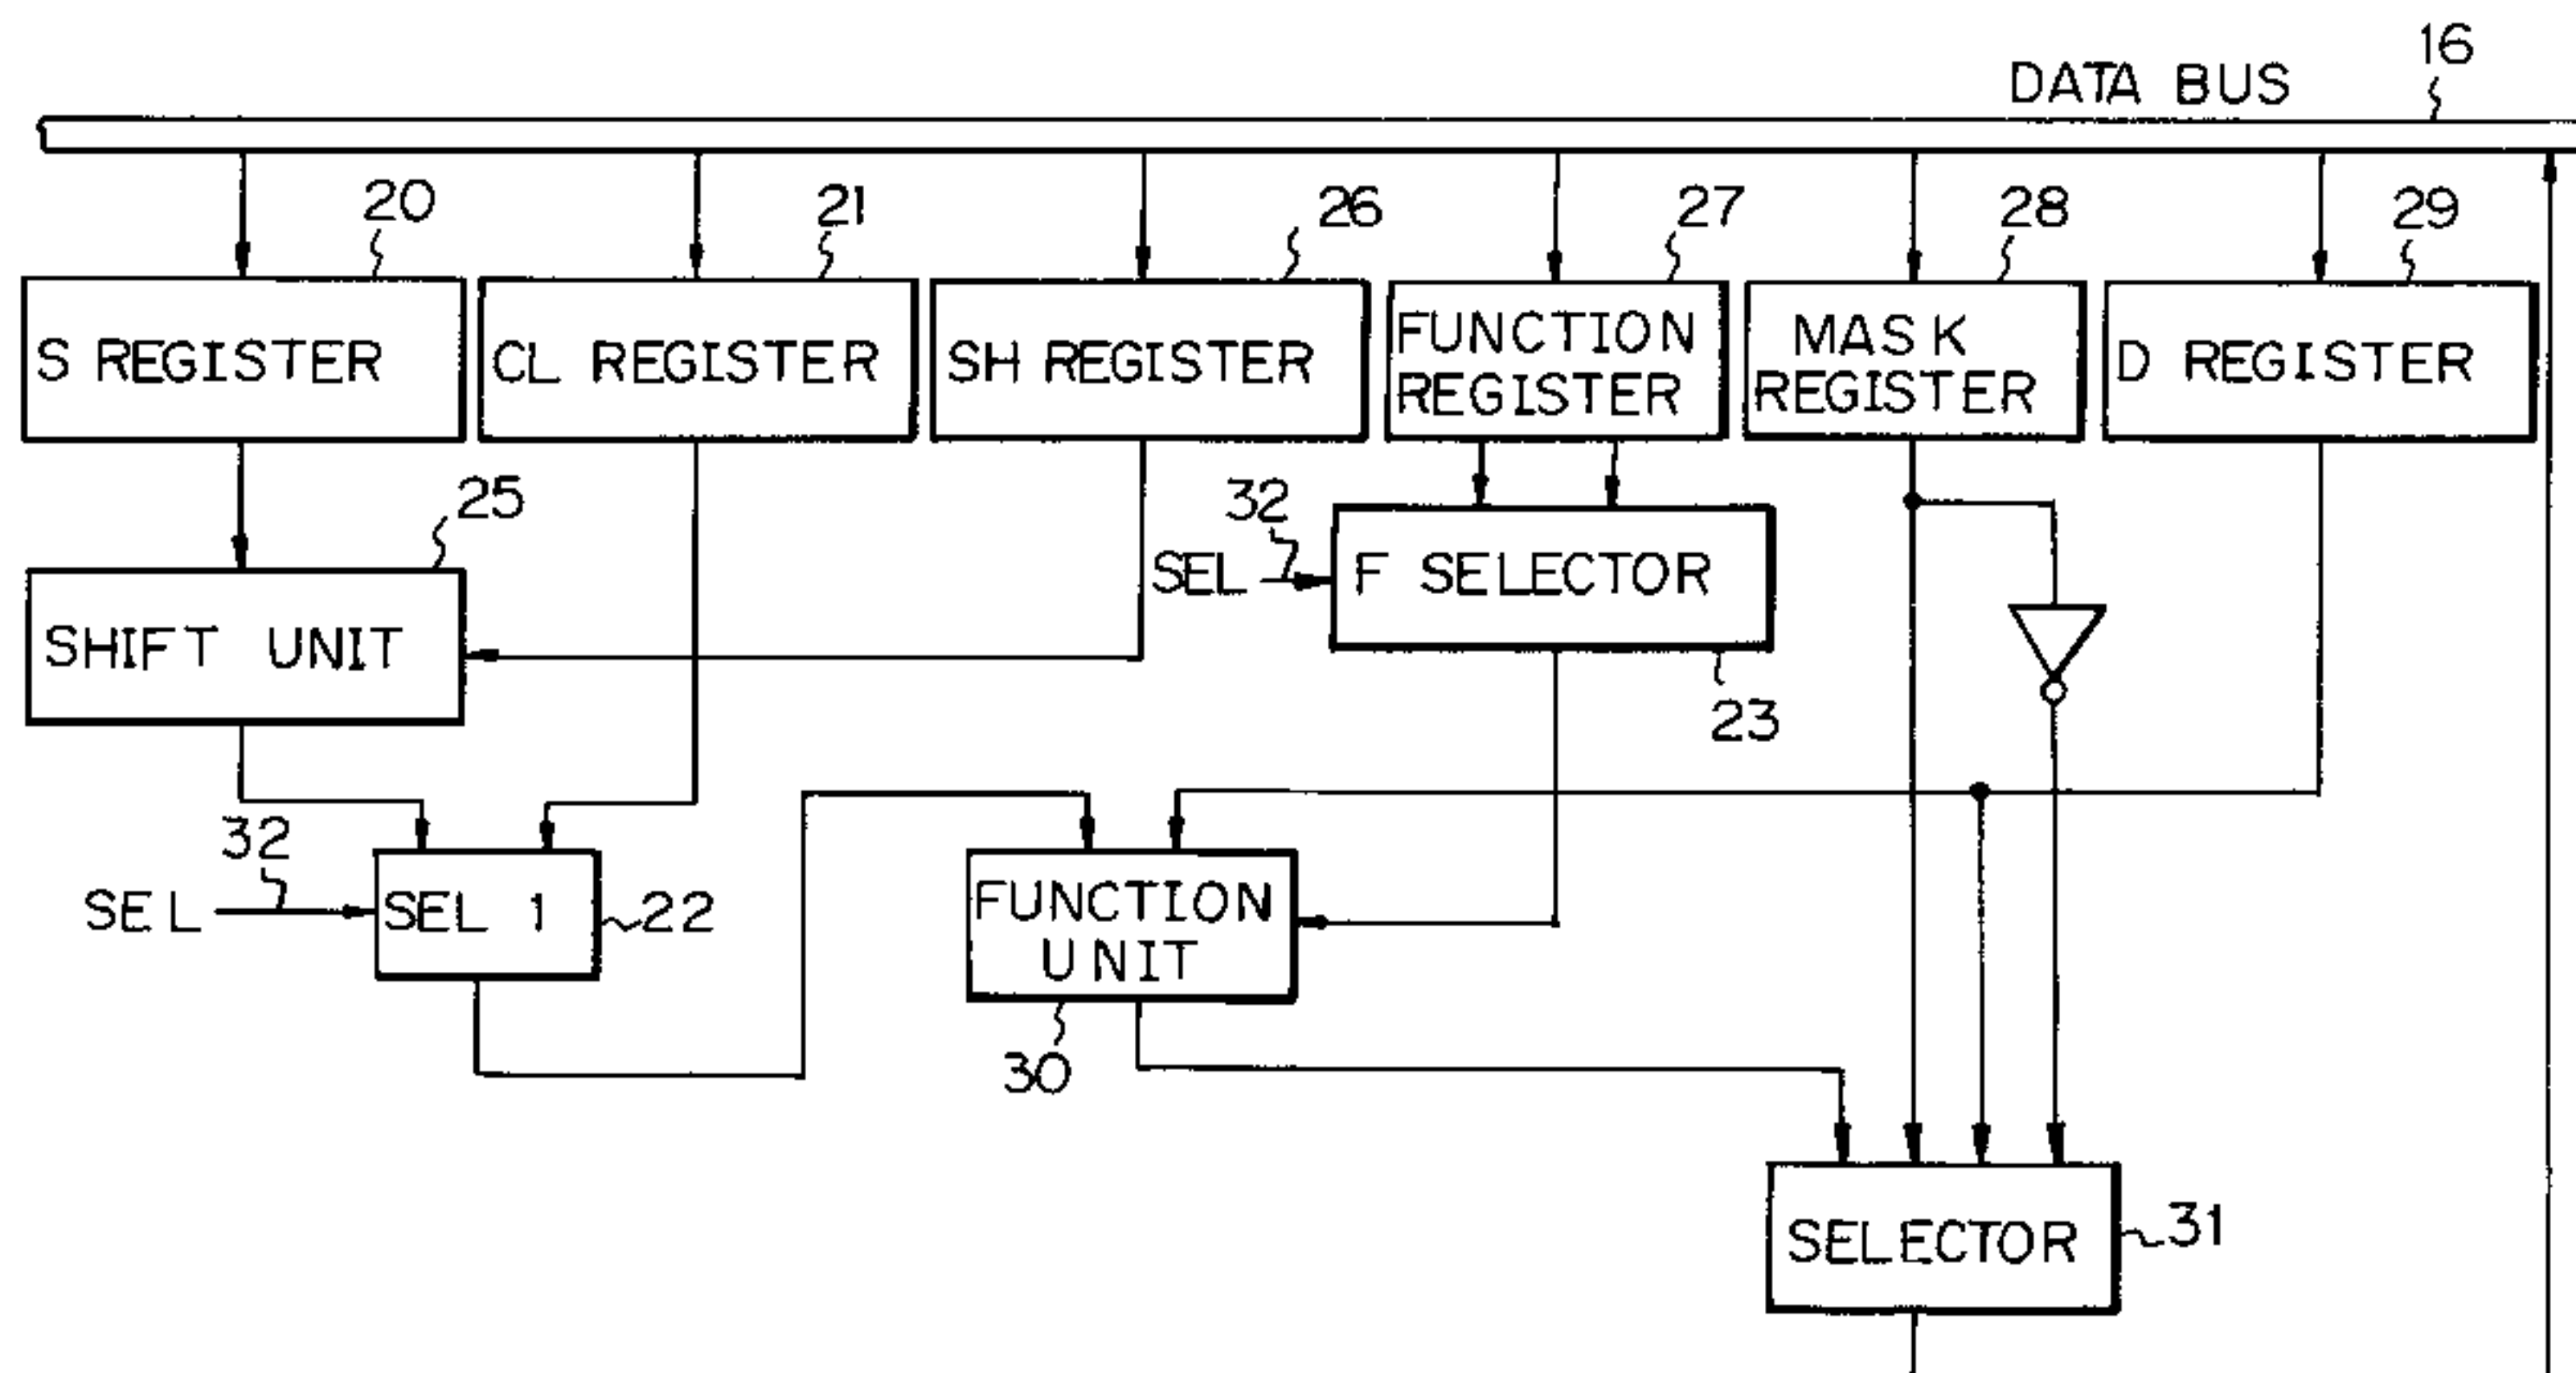 16
DATA BUS
20
21
26
27
28
29
S REGISTER
CL REGISTER
SH REGISTER
FUNCTION
REGISTER
MASK
REGISTER
D REGISTER
25
32
SEL
F SELECTOR
SHIFT UNIT
23
32
SEL
SEL 1
22
FUNCTION
UNIT
30
SELECTOR
31